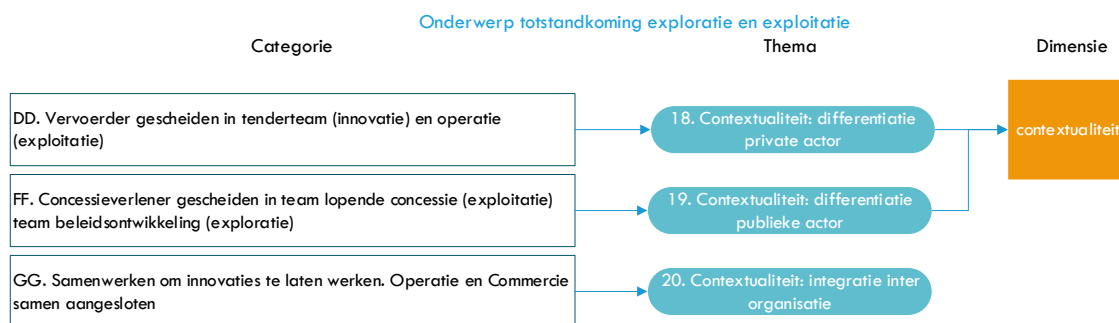 Onderwerp totstandkoming exploratie en exploitatie
Categorie
Thema
Dimensie
DD. Vervoerder gescheiden in tenderteam (innovatie) en operatie
(exploitatie)
18. Contextualiteit: differentiatie
private actor
contextualiteit
FF. Concessieverlener gescheiden in team lopende concessie (exploitatie)
team beleidsontwikkeling (exploratie)
19. Contextualiteit: differentiatie
publieke actor
GG. Samenwerken om innovaties te laten werken. Operatie en Commercie
samen aangesloten
20. Contextualiteit: integratie inter
organisatie